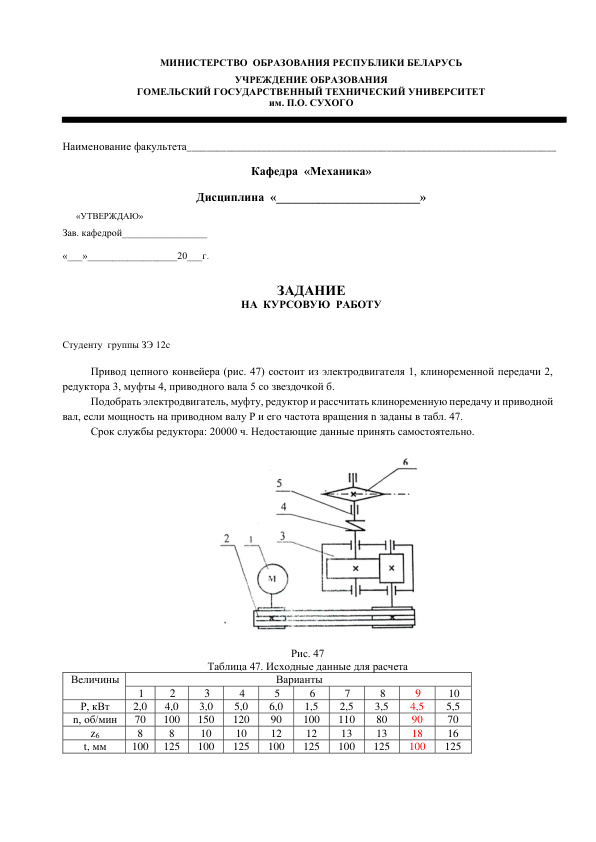 МИНИСТЕРСТВО ОБРАЗОВАНИЯ РЕСПУБЛИКИ БЕЛАРУСЬ
УЧРЕЖДЕНИЕ ОБРАЗОВАНИЯ
ГОМЕЛЬСКИЙ ГОСУДАРСТВЕННЫЙ ТЕХНИЧЕСКИЙ УНИВЕРСИТЕТ
им. П.О. СУХОГО
Наименование факультета____________________
Кафедра «Механика»
Дисциплина «____________________»
«УТВЕРЖДАЮ»
Зав. кафедрой________________
«___»________________20___г.
ЗАДАНИЕ
НА КУРСОВУЮ РАБОТУ
Студенту группы ЗЭ 12с
Привод цепного конвейера (рис. 47) состоит из электродвигателя 1, клиноременной передачи 2,
редуктора 3, муфты 4, приводного вала 5 со звездочкой б.
Подобрать электродвигатель, муфту, редуктор и рассчитать клиноременную передачу и приводной
вал, если мощность на приводном валу P и его частота вращения n заданы в табл. 47.
Срок службы редуктора: 20000 ч. Недостающие данные принять самостоятельно.
6
5
4
2 1 3
М
Рис. 47
Таблица 47. Исходные данные для расчета
Величины Варианты
1 2 3 4 5 6 7 8 9 10
P, кВт 2,0 4,0 3,0 5,0 6,0 1,5 2,5 3,5 4,5 5,5
n, об/мин 70 100 150 120 90 100 110 80 90 70
z6 8 8 10 10 12 12 13 13 18 16
t, мм 100 125 100 125 100 125 100 125 100 125